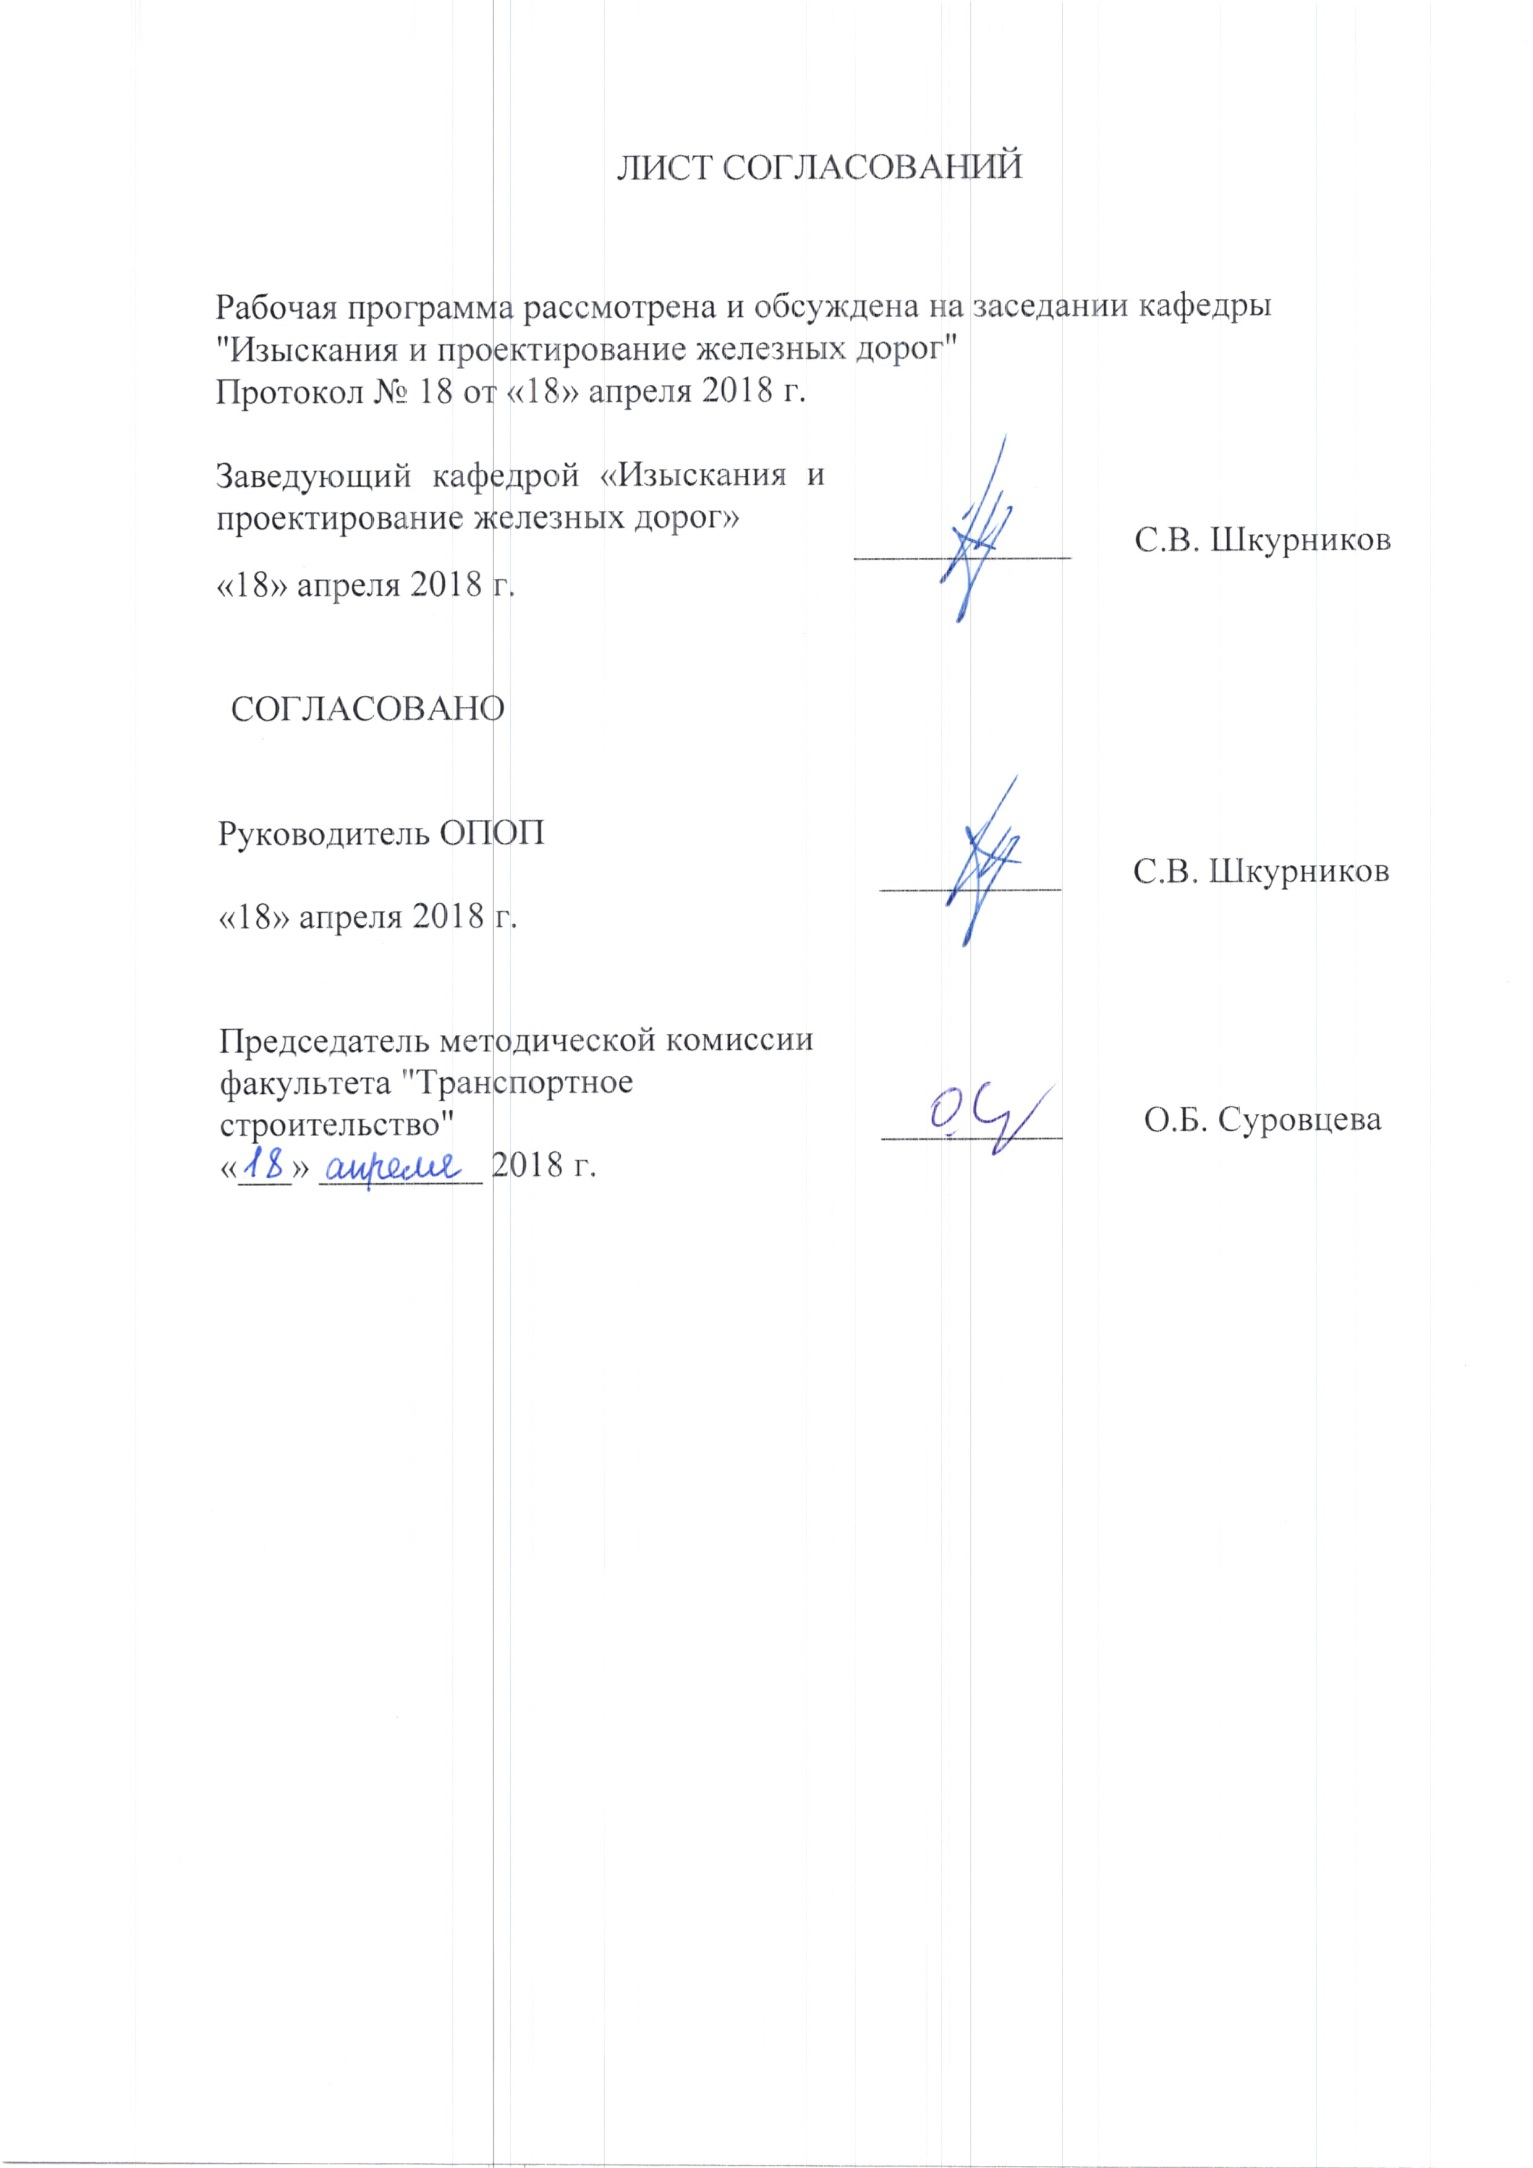 ЛИСТ СОГЛАСОВАНИЙ
Рабочая программа рассмотрена и обсуждена на заседании кафедры
"Изыскания и проектирование железных дорог"
Протокол № 18 от «18» апреля 2018 г.
Заведующий кафедрой «Изыскания и
проектирование железных дорог»
С.В. Шкурников
«18» апреля 2018 г.
СОГЛАСОВАНО
Руководитель ОПОП
С.В. Шкурников
«18» апреля 2018 г.
Председатель методической комиссии
факультета "Транспортное
строительство"
О.Б. Суровцева
«18» апреля 2018 г.